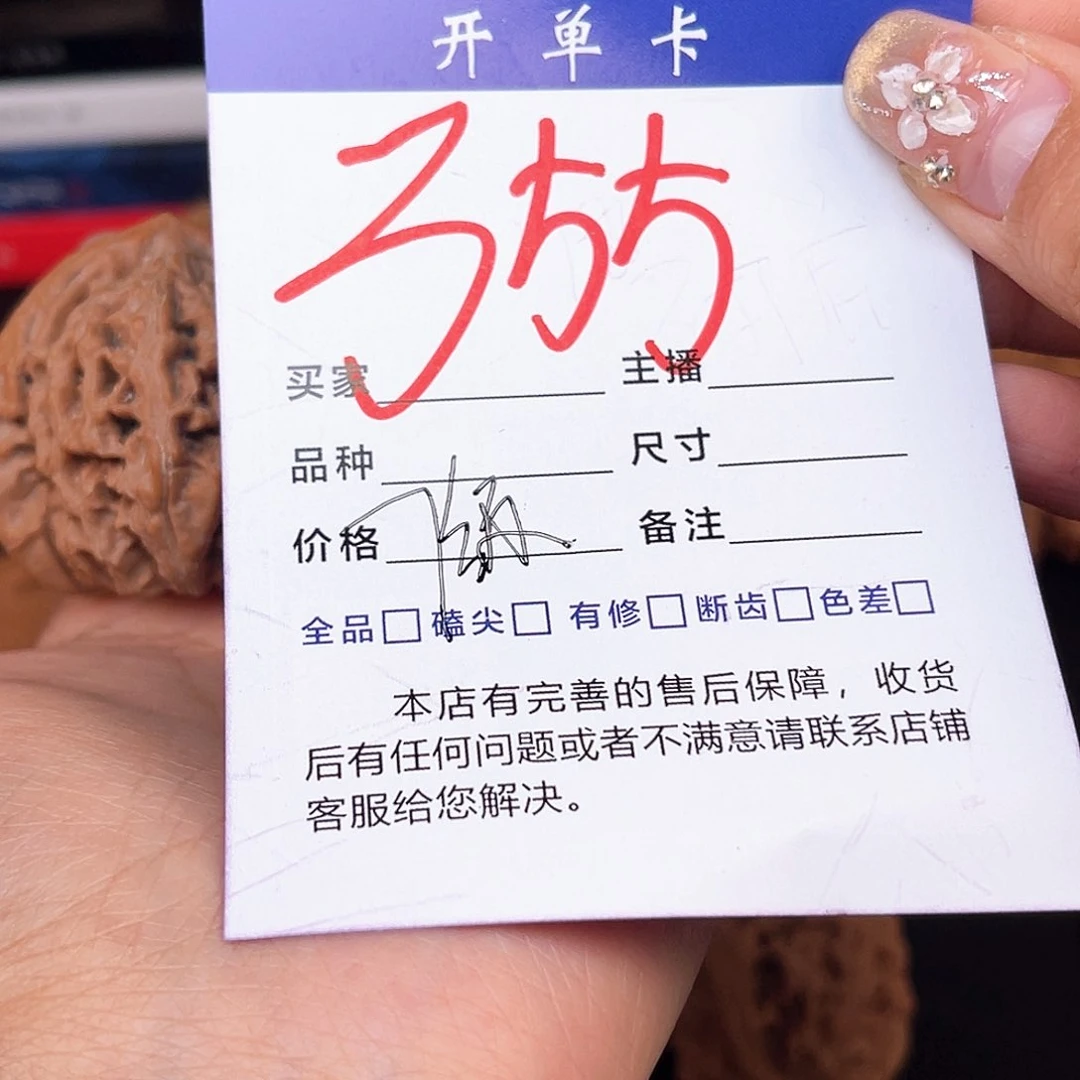 开单卡
355
买家 主播
品种 尺寸
价格 备注
全品□ 磕尖□ 有修□ 断齿□ 色差□
本店有完善的售后保障，收货
后有任何问题或者不满意请联系店铺
客服给您解决。